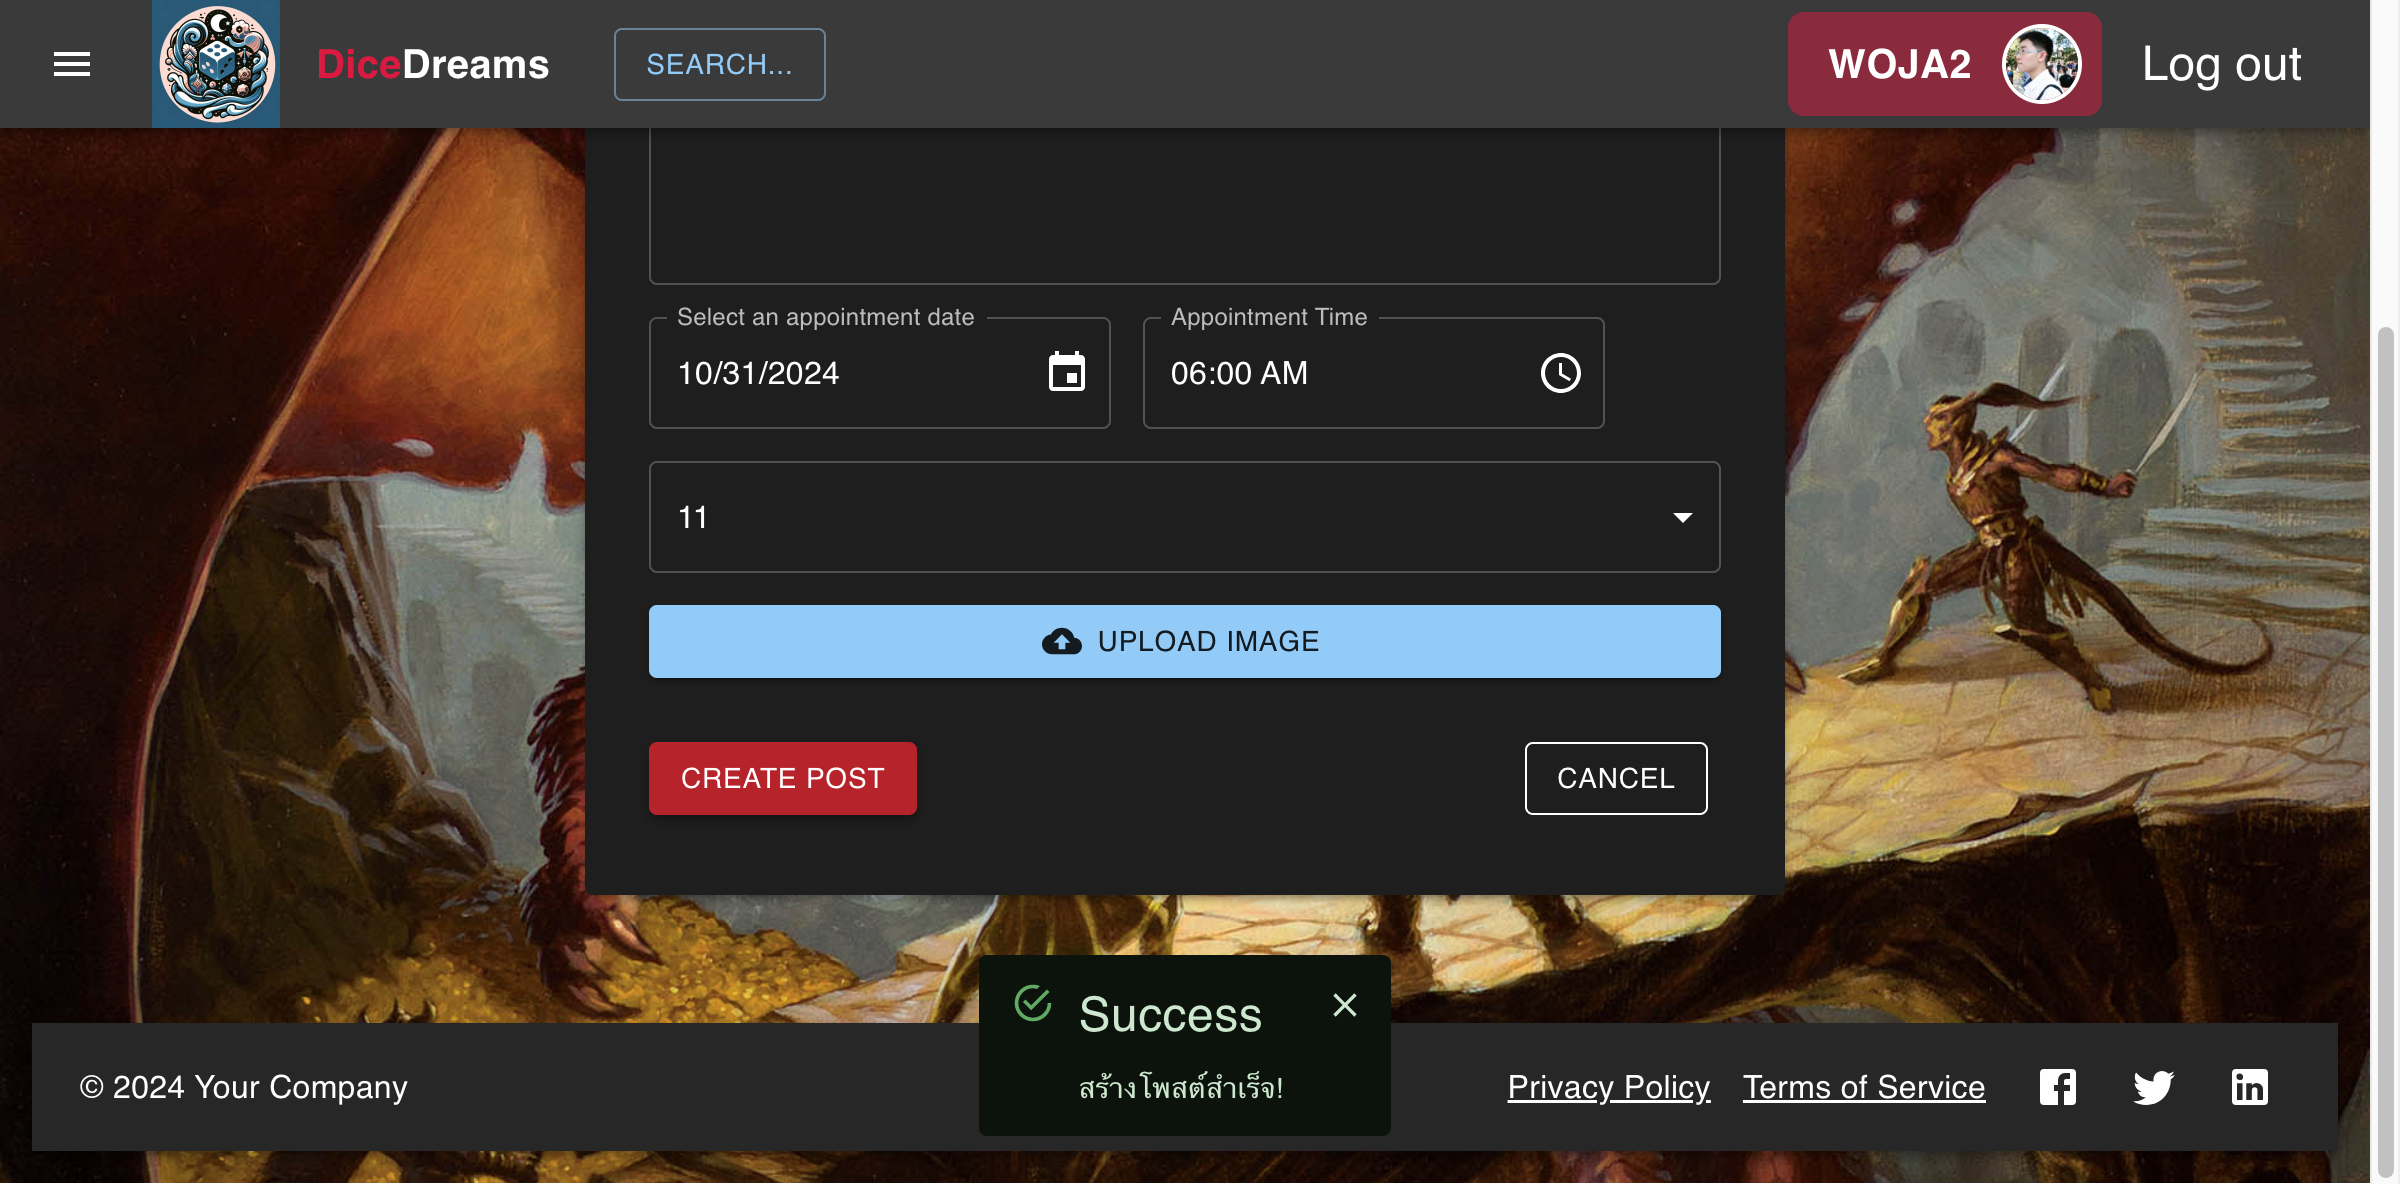 DiceDreams
SEARCH...
WOJA2
Log out
Select an appointment date
10/31/2024
Appointment Time
06:00 AM
11
UPLOAD IMAGE
CREATE POST
CANCEL
Success
สร้างโพสต์สำเร็จ!
© 2024 Your Company
Privacy Policy
Terms of Service